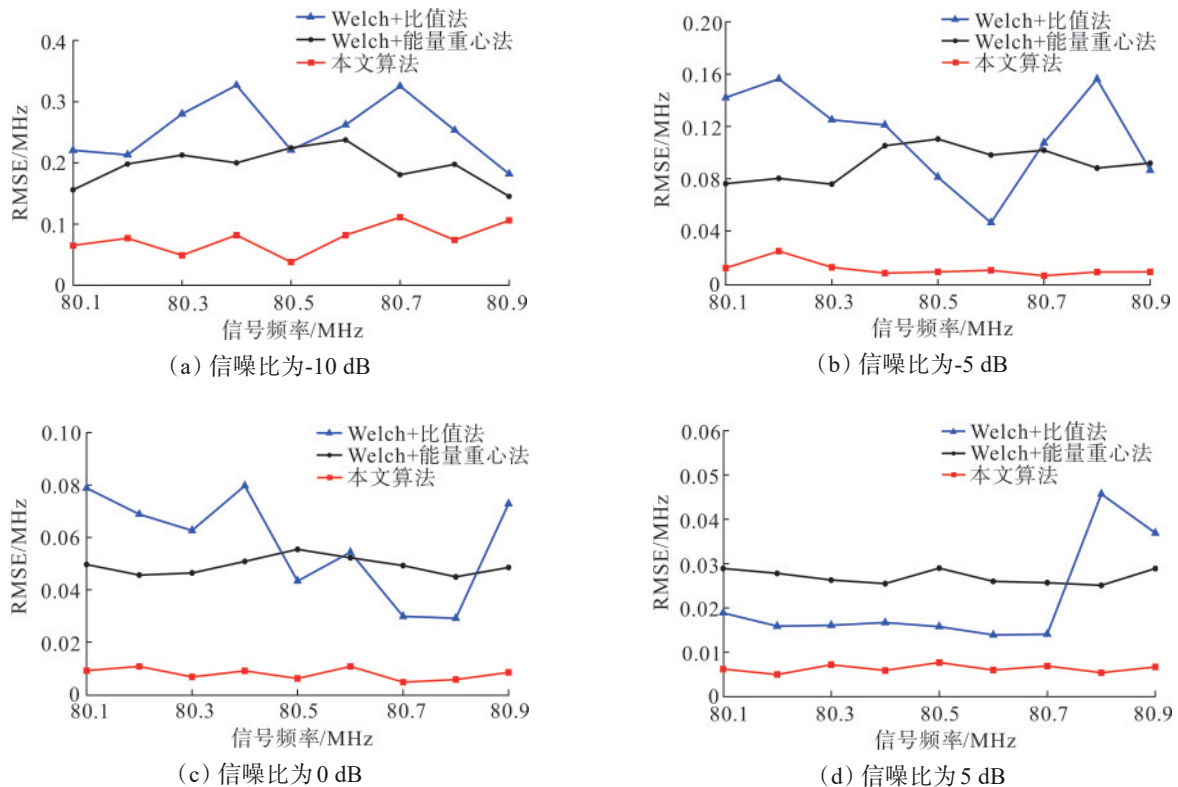 Welch+比值法
Welch+能量重心法
本文算法
0.4
0.3
0.2
0.1
0
RMSE/MHz
80.1 80.3 80.5 80.7 80.9
信号频率/MHz
(a) 信噪比为-10 dB
Welch+比值法
Welch+能量重心法
本文算法
0.20
0.16
0.12
0.08
0.04
0
RMSE/MHz
80.1 80.3 80.5 80.7 80.9
信号频率/MHz
(b) 信噪比为-5 dB
Welch+比值法
Welch+能量重心法
本文算法
0.10
0.08
0.06
0.04
0.02
0
RMSE/MHz
80.1 80.3 80.5 80.7 80.9
信号频率/MHz
(c) 信噪比为0 dB
Welch+比值法
Welch+能量重心法
本文算法
0.06
0.04
0.03
0.02
0.01
0
RMSE/MHz
80.1 80.3 80.5 80.7 80.9
信号频率/MHz
(d) 信噪比为5 dB